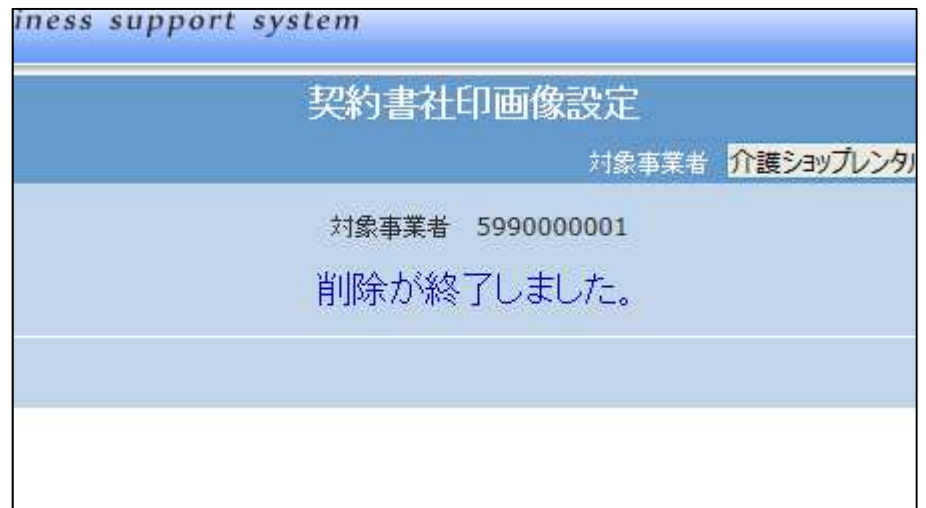 iness support system
契約書社印画像設定
対象事業者 介護ショップレンタル
対象事業者 5990000001
削除が終了しました。